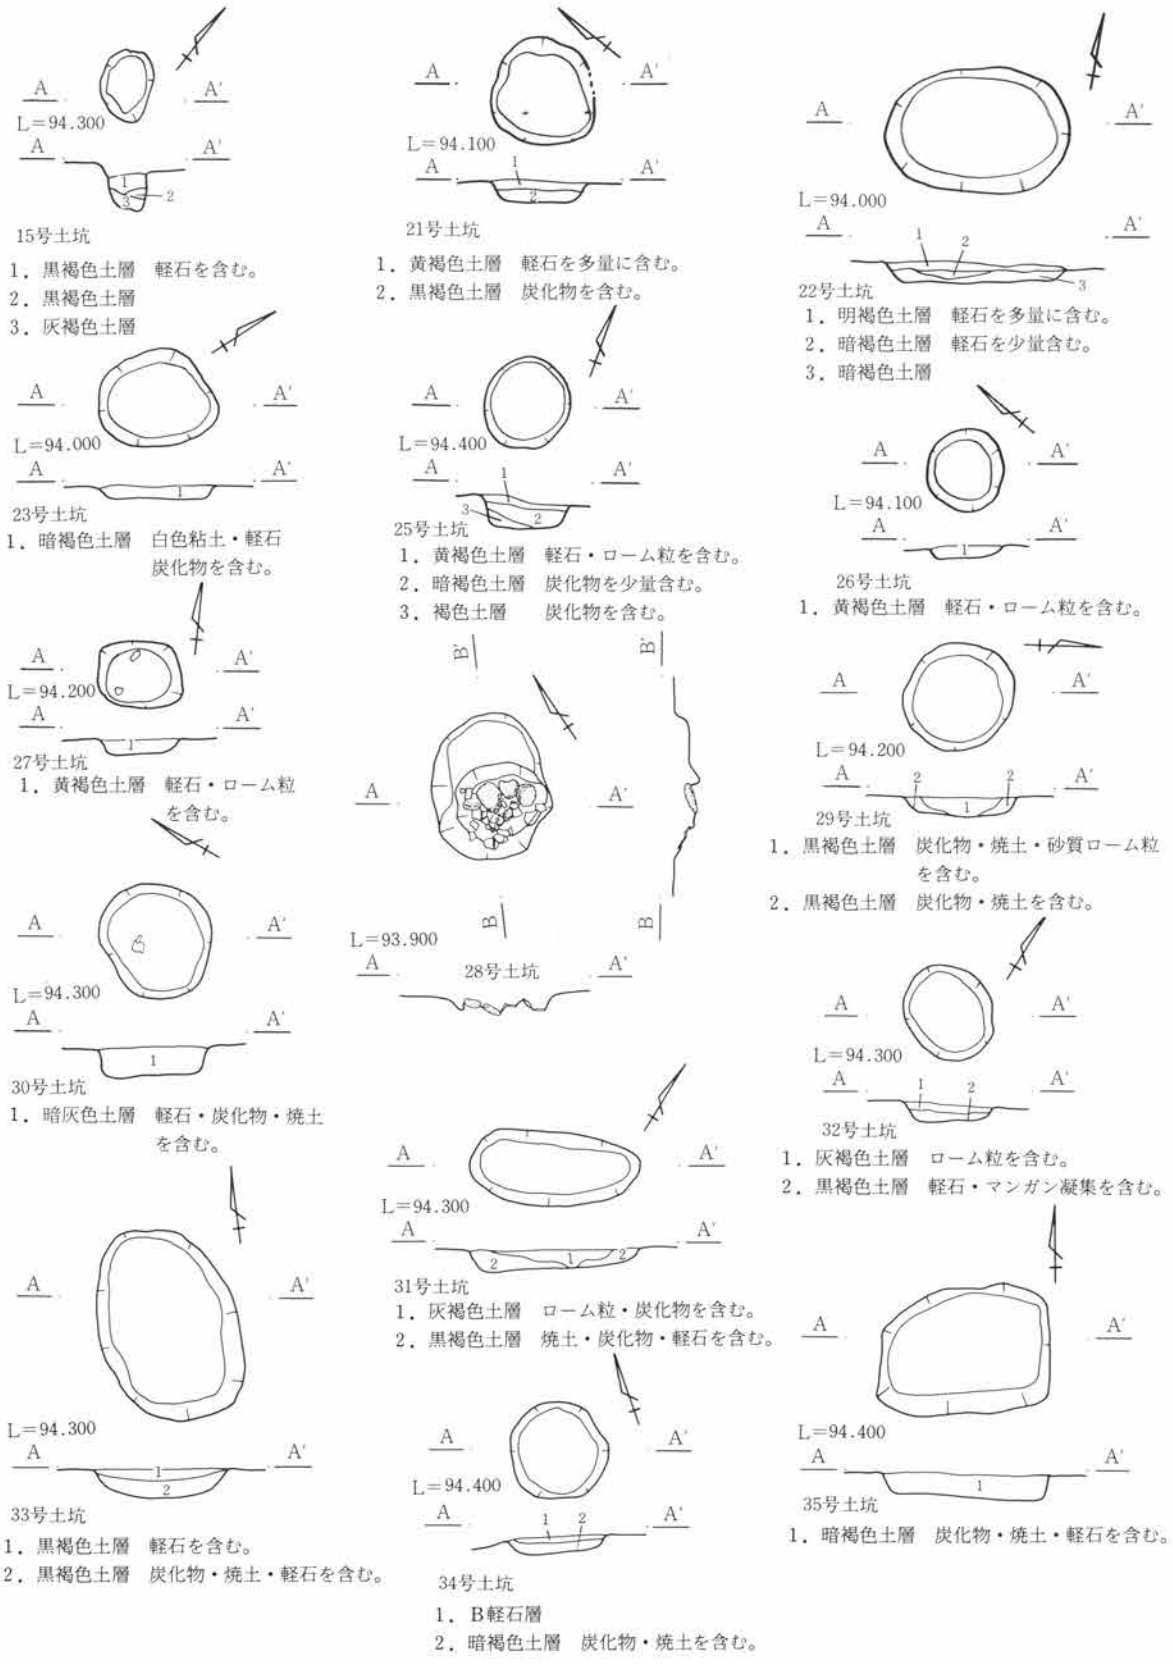 A A'
L=94.300
A A'
1
2
3
15号土坑
1．黒褐色土層　軽石を含む。
2．黒褐色土層
3．灰褐色土層
A A'
L=94.100
A A'
1
2
21号土坑
1．黄褐色土層　軽石を多量に含む。
2．黒褐色土層　炭化物を含む。
A A'
L=94.000
A A'
1 2
3
22号土坑
1．明褐色土層　軽石を多量に含む。
2．暗褐色土層　軽石を少量含む。
3．暗褐色土層
A A'
L=94.000
A A'
1
23号土坑
1．暗褐色土層　白色粘土・軽石
炭化物を含む。
A A'
L=94.400
A A'
1
3 2
25号土坑
1．黄褐色土層　軽石・ローム粒を含む。
2．暗褐色土層　炭化物を少量含む。
3．褐色土層　炭化物を含む。
A A'
L=94.100
A A'
1
26号土坑
1．黄褐色土層　軽石・ローム粒を含む。
A A'
L=94.200
A A'
1
27号土坑
1．黄褐色土層　軽石・ローム粒
を含む。
B' B'
A A'
B B
L=93.900
A 28号土坑 A'
A A'
L=94.200
A 2 2 A'
1
29号土坑
1．黒褐色土層　炭化物・焼土・砂質ローム粒
を含む。
2．黒褐色土層　炭化物・焼土を含む。
A A'
L=94.300
A A'
1
30号土坑
1．暗灰色土層　軽石・炭化物・焼土
を含む。
A A'
L=94.300
A A'
2 1 2
31号土坑
1．灰褐色土層　ローム粒・炭化物を含む。
2．黒褐色土層　焼土・炭化物・軽石を含む。
A A'
L=94.300
A 1 2 A'
32号土坑
1．灰褐色土層　ローム粒を含む。
2．黒褐色土層　軽石・マンガン凝集を含む。
A A'
L=94.300
A A'
1
2
33号土坑
1．黒褐色土層　軽石を含む。
2．黒褐色土層　炭化物・焼土・軽石を含む。
A A'
L=94.400
A 1 2 A'
34号土坑
1．B軽石層
2．暗褐色土層　炭化物・焼土を含む。
A A'
L=94.400
A A'
1
35号土坑
1．暗褐色土層　炭化物・焼土・軽石を含む。